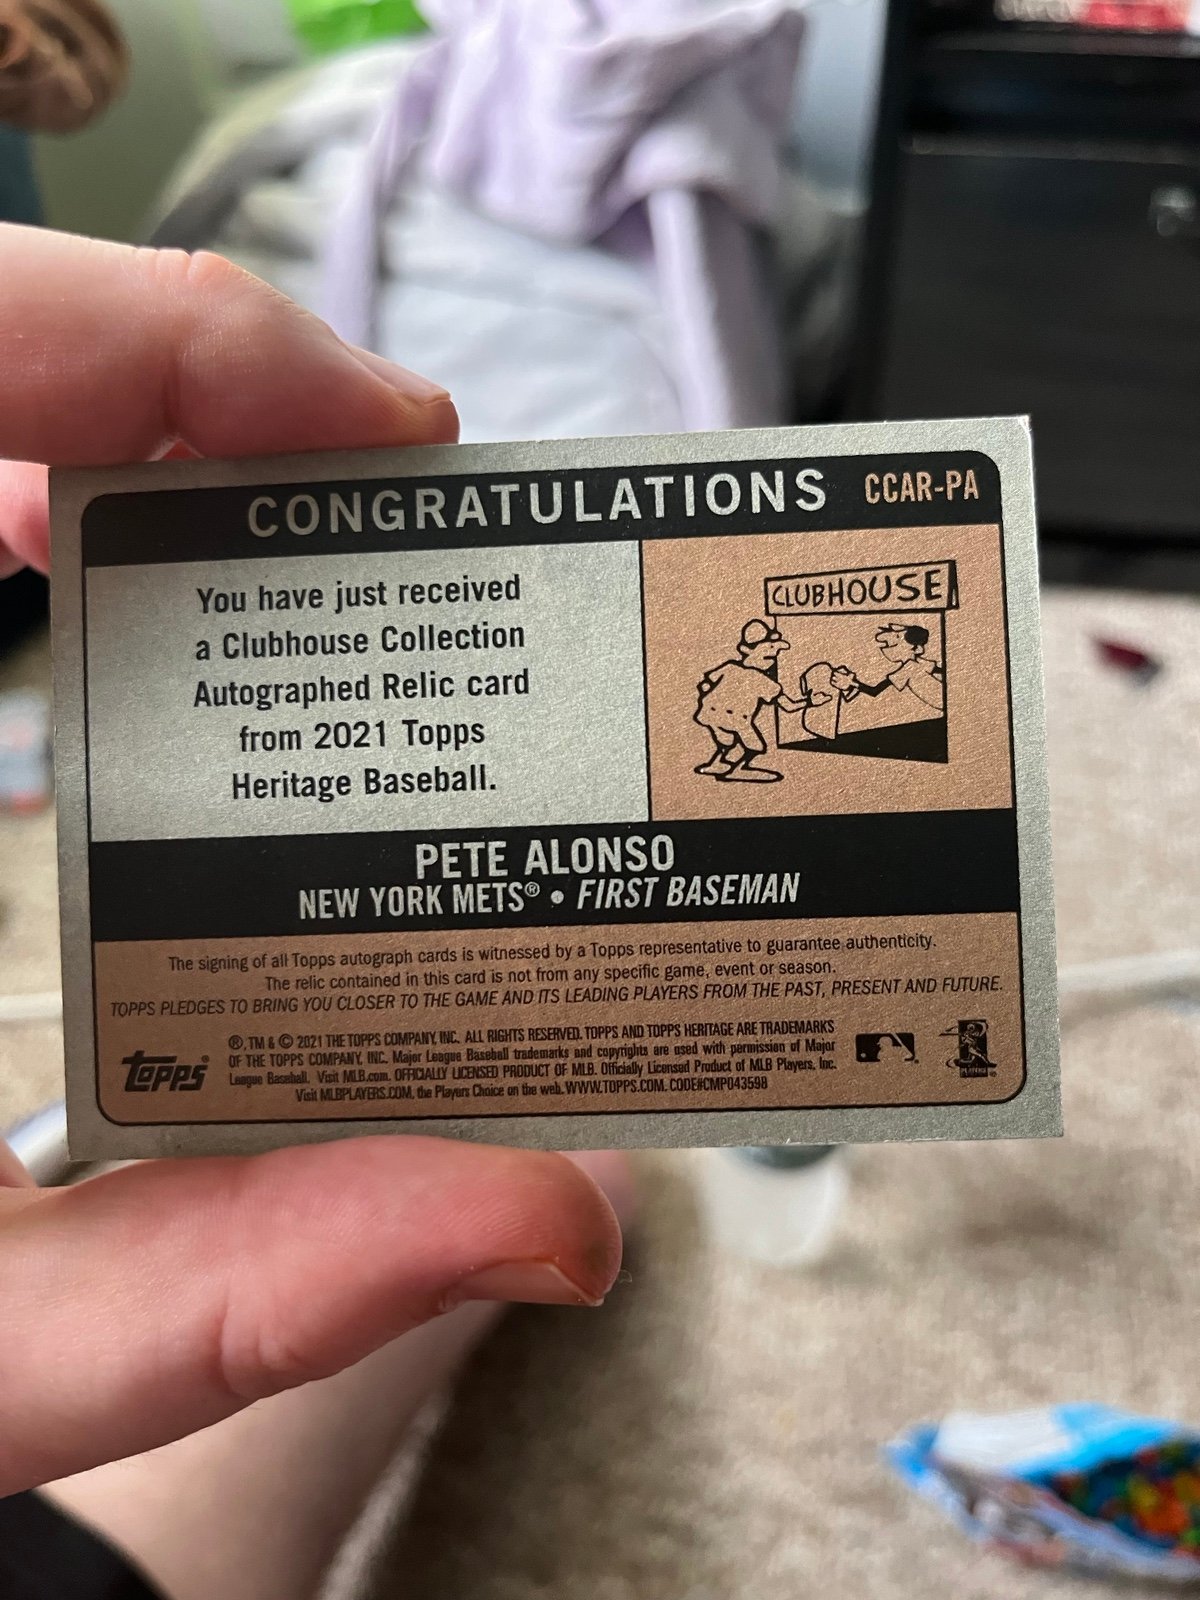 CONGRATULATIONS CCAR-PA
You have just received
a Clubhouse Collection
Autographed Relic card
from 2021 Topps
Heritage Baseball.
CLUBHOUSE
PETE ALONSO
NEW YORK METS® • FIRST BASEMAN
The signing of all Topps autograph cards is witnessed by a Topps representative to guarantee authenticity.
The relic contained in this card is not from any specific game, event or season.
TOPPS PLEDGES TO BRING YOU CLOSER TO THE GAME AND ITS LEADING PLAYERS FROM THE PAST, PRESENT AND FUTURE.
Topps®
®, TM & © 2021 THE TOPPS COMPANY, INC. ALL RIGHTS RESERVED. TOPPS AND TOPPS HERITAGE ARE TRADEMARKS
OF THE TOPPS COMPANY, INC. Major League Baseball trademarks and copyrights are used with permission of Major
League Baseball. Visit MLB.com. OFFICIALLY LICENSED PRODUCT OF MLB. Officially Licensed Product of MLB Players, Inc.
Visit MLBPLAYERS.COM, the Players Choice on the web. WWW.TOPPS.COM. CODE#CMP043598